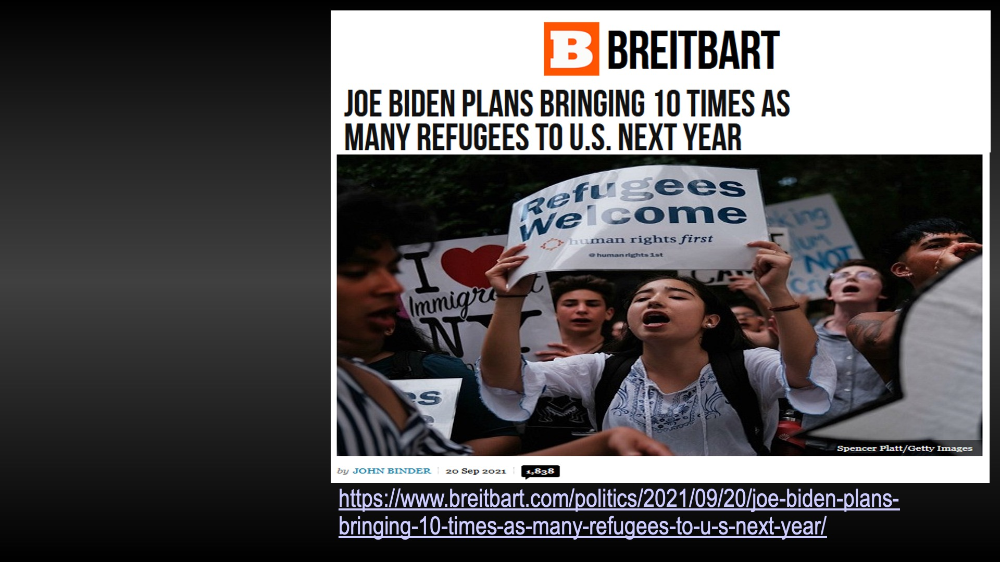 B BREITBART
JOE BIDEN PLANS BRINGING 10 TIMES AS
MANY REFUGEES TO U.S. NEXT YEAR
Refugees
Welcome
human rights first
@humanrights1st
I
NY
NOT
Spencer Platt/Getty Images
by JOHN BINDER 20 Sep 2021 1,838
https://www.breitbart.com/politics/2021/09/20/joe-biden-plans-
bringing-10-times-as-many-refugees-to-u-s-next-year/